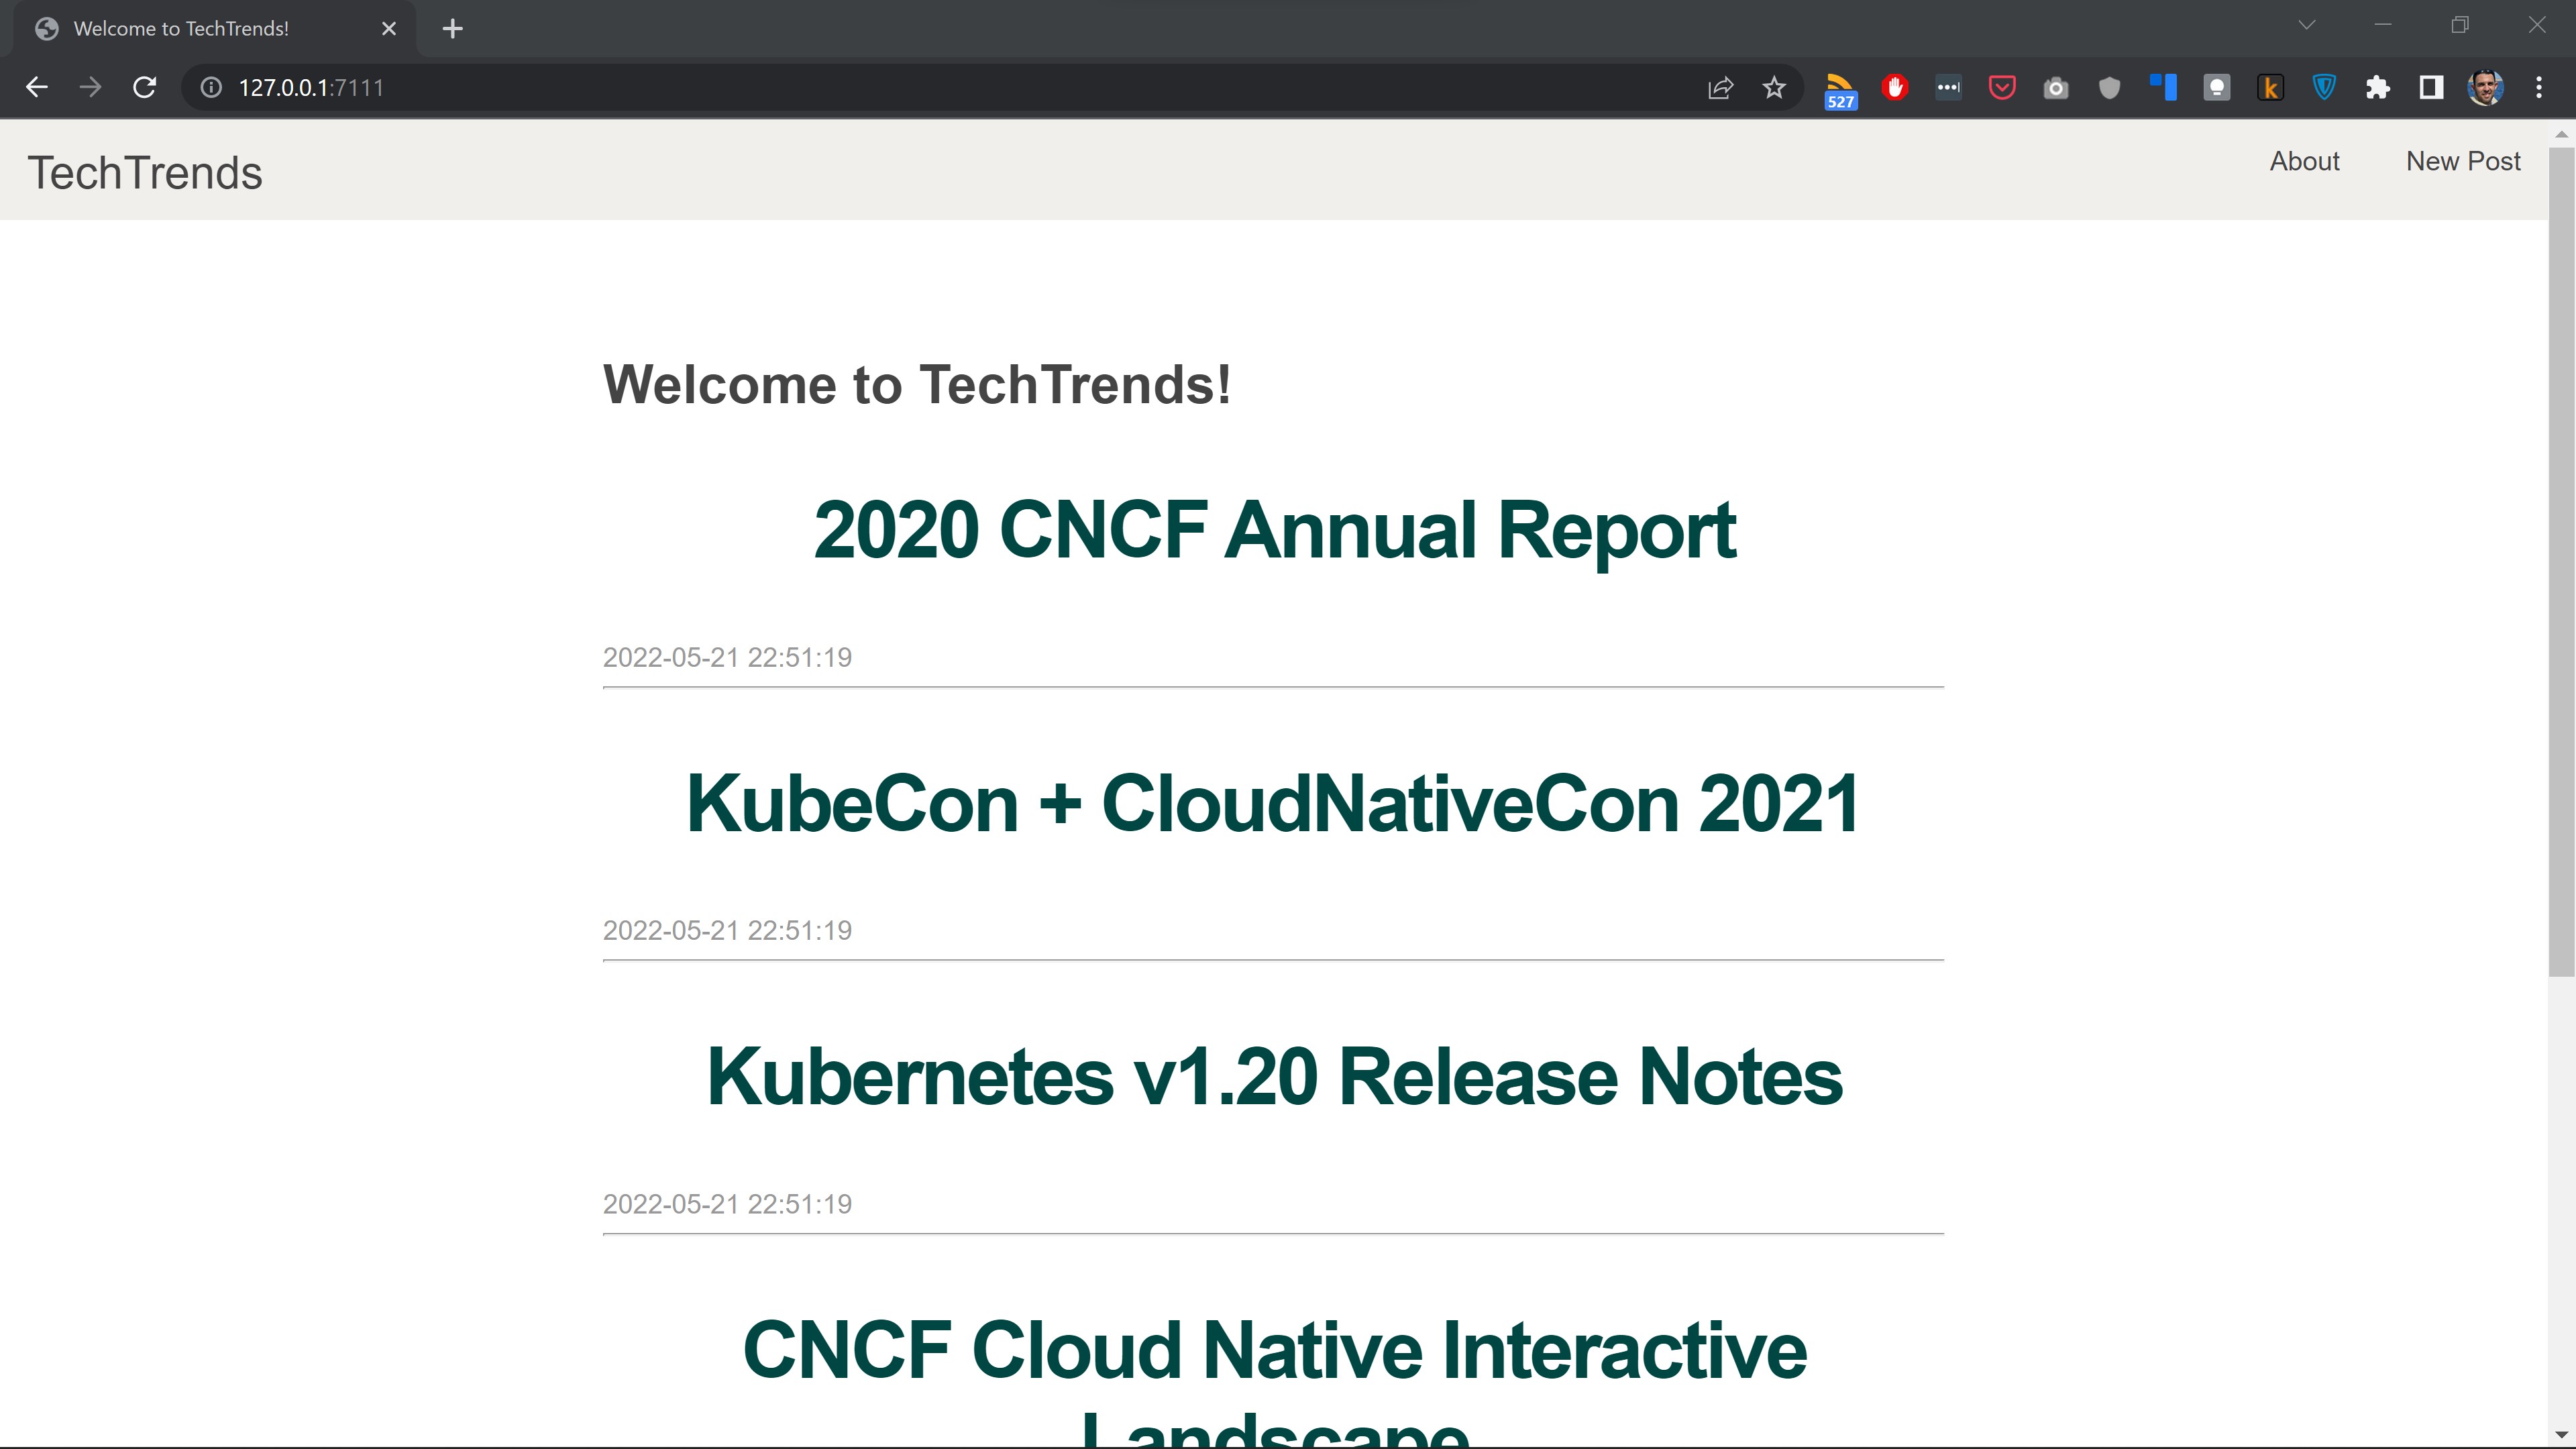 Welcome to TechTrends!
127.0.0.1:7111
527
k
TechTrends
About
New Post
Welcome to TechTrends!
2020 CNCF Annual Report
2022-05-21 22:51:19
KubeCon + CloudNativeCon 2021
2022-05-21 22:51:19
Kubernetes v1.20 Release Notes
2022-05-21 22:51:19
CNCF Cloud Native Interactive
Landscape